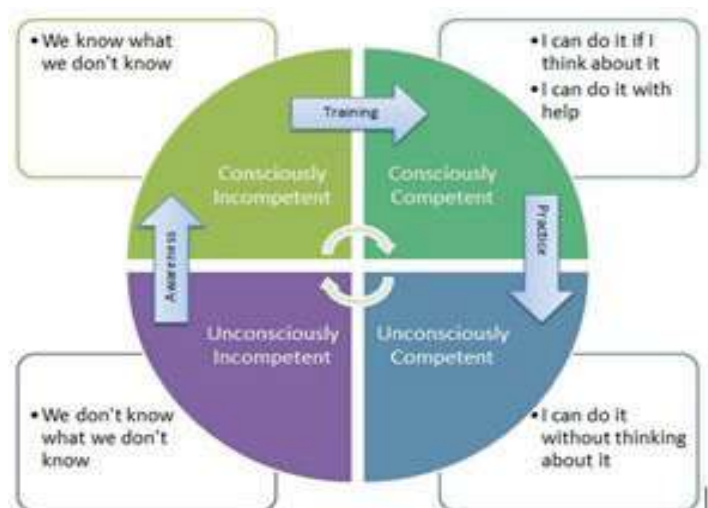 • We know what
we don't know
• I can do it if I
think about it
• I can do it with
help
Training
Consciously
Incompetent
Consciously
Competent
Awareness
Practice
Unconsciously
Incompetent
Unconsciously
Competent
• We don't know
what we don't
know
• I can do it
without thinking
about it